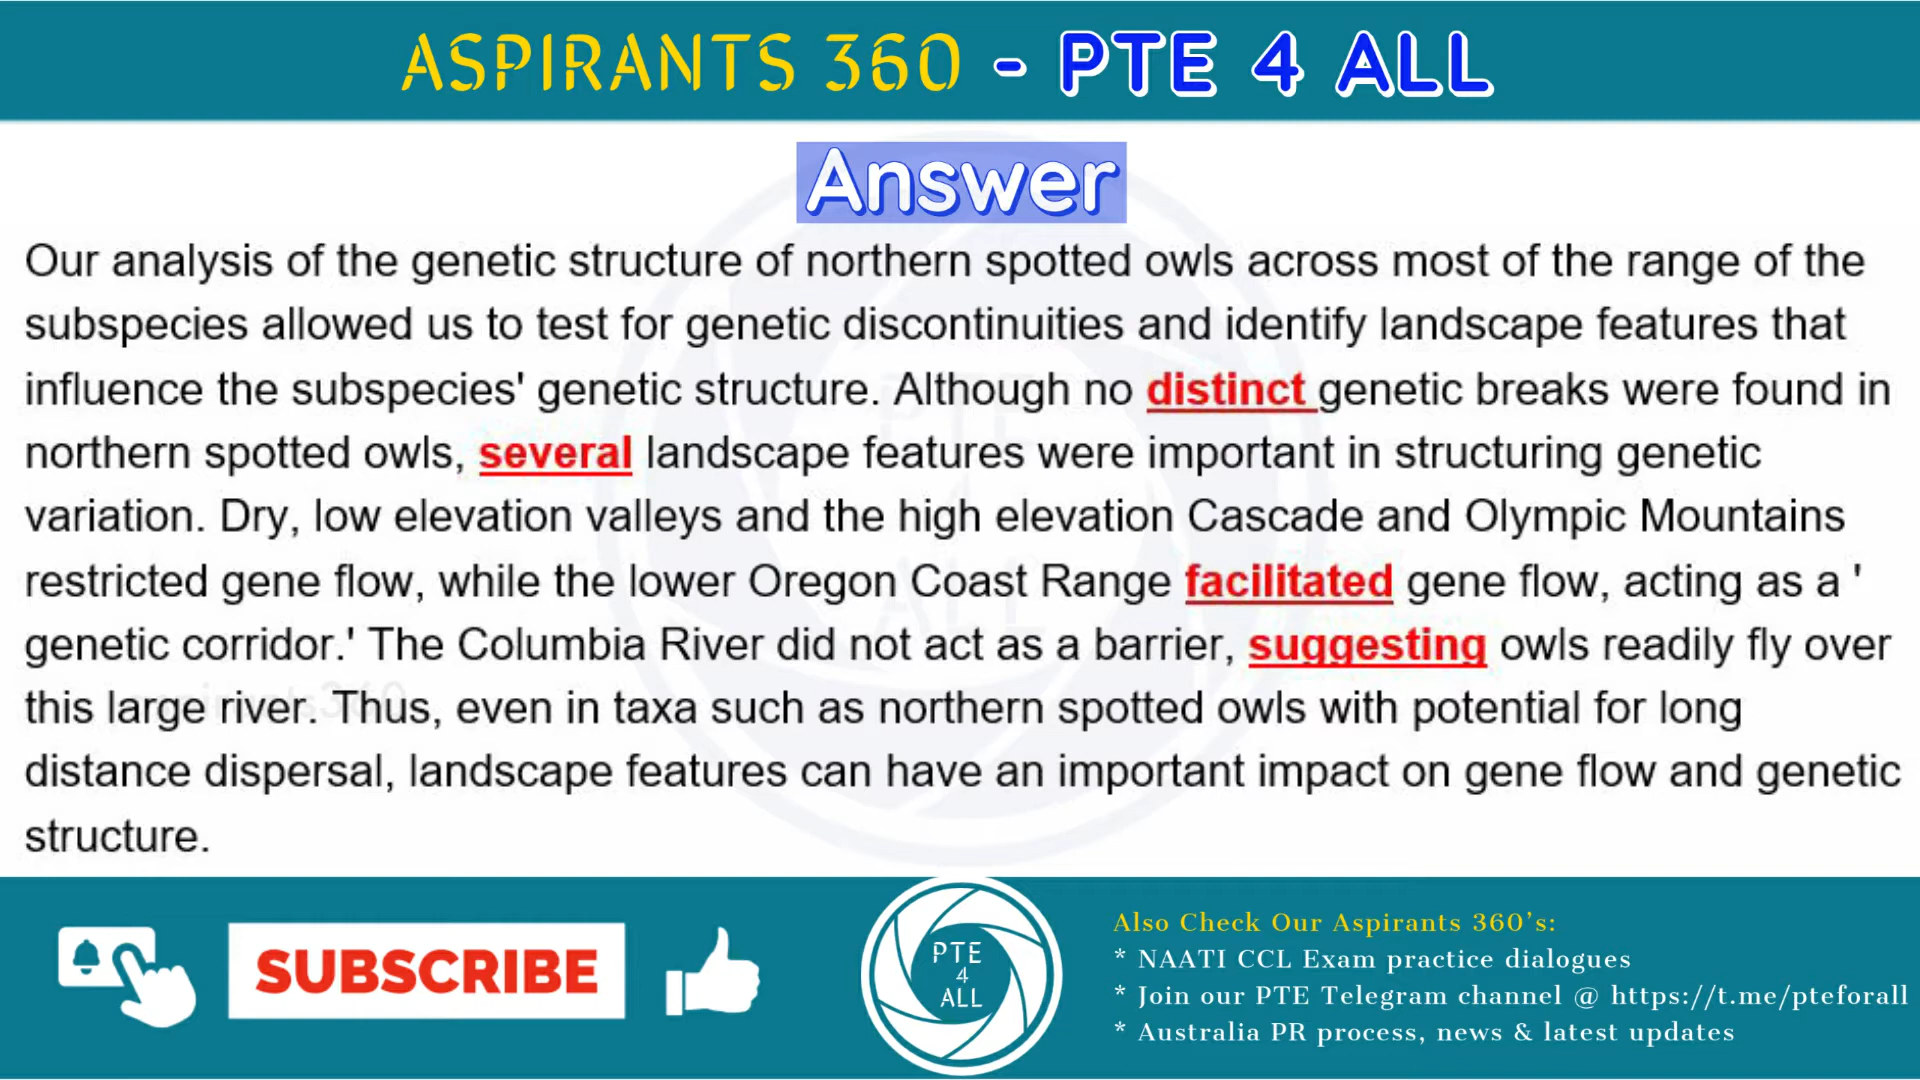 ASPIRANTS 360 - PTE 4 ALL
Answer
Our analysis of the genetic structure of northern spotted owls across most of the range of the
subspecies allowed us to test for genetic discontinuities and identify landscape features that
influence the subspecies' genetic structure. Although no distinct genetic breaks were found in
northern spotted owls, several landscape features were important in structuring genetic
variation. Dry, low elevation valleys and the high elevation Cascade and Olympic Mountains
restricted gene flow, while the lower Oregon Coast Range facilitated gene flow, acting as a '
genetic corridor.' The Columbia River did not act as a barrier, suggesting owls readily fly over
this large river. Thus, even in taxa such as northern spotted owls with potential for long
distance dispersal, landscape features can have an important impact on gene flow and genetic
structure.
aspirants360
PTE
4
ALL
SUBSCRIBE
PTE
4
ALL
Also Check Our Aspirants 360's:
* NAATI CCL Exam practice dialogues
* Join our PTE Telegram channel @ https://t.me/pteforall
* Australia PR process, news & latest updates